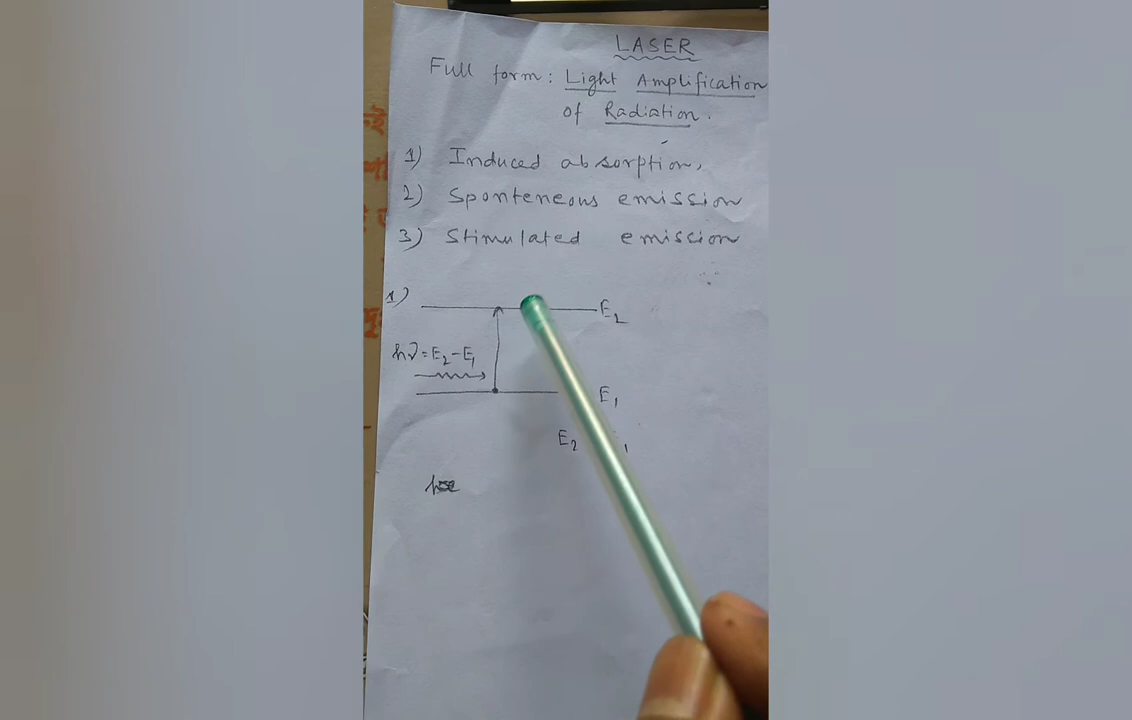 LASER
Full form: Light Amplification
of Radiation.
1) Induced absorption,
2) Sponteneous emission
3) Stimulated emission
1)
E₂
hν = E₂ - E₁
E₁
E₂